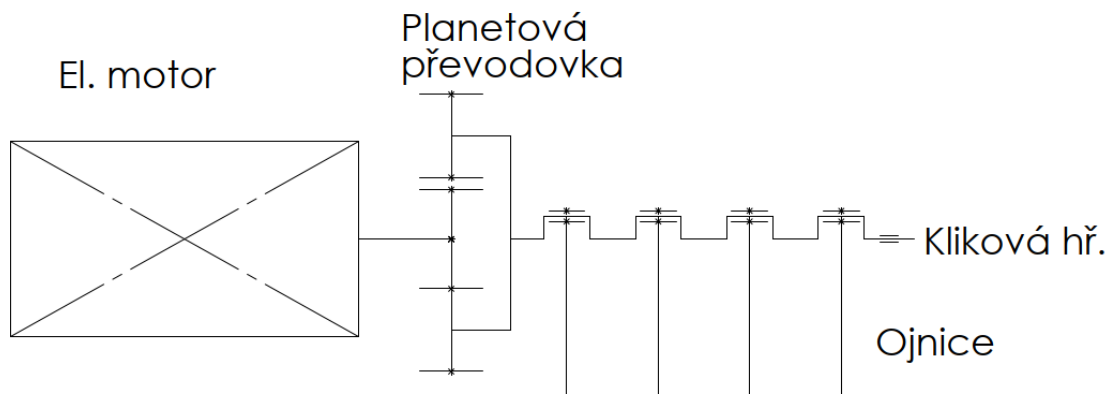 Planetová
převodovka
El. motor
Kliková hř.
Ojnice